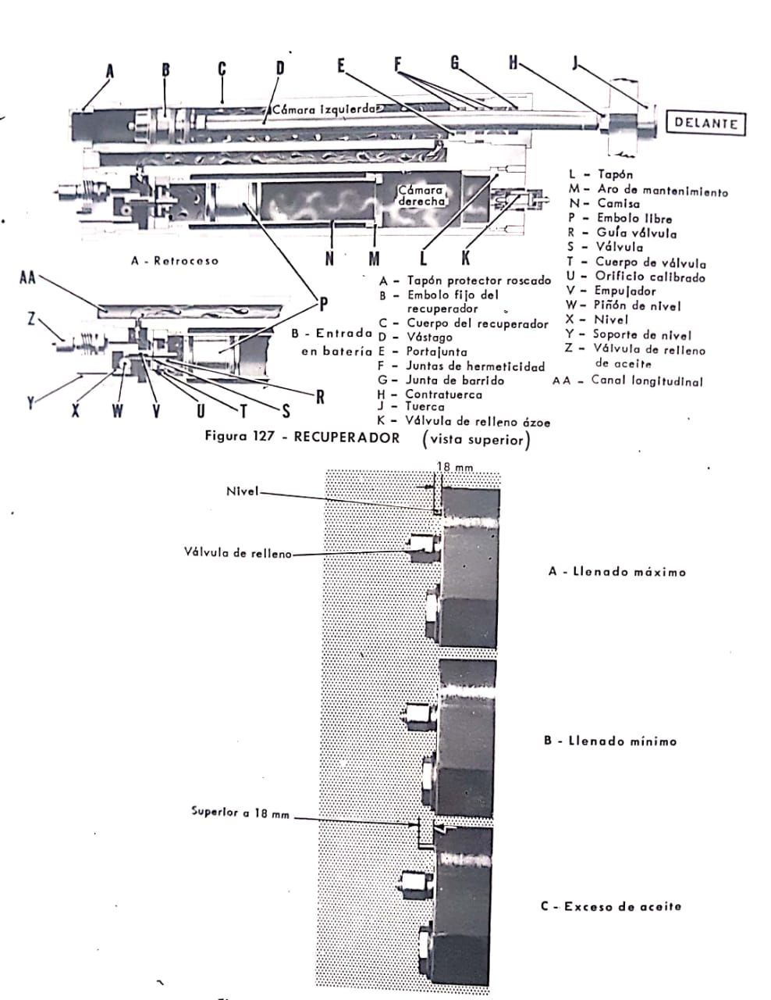 A B C D E F G H J
Cámara izquierda
DELANTE
Cámara
derecha
A - Retroceso
N M L K
L - Tapón
M - Aro de mantenimiento
N - Camisa
P - Embolo libre
R - Guía válvula
S - Válvula
T - Cuerpo de válvula
U - Orificio calibrado
V - Empujador
W - Piñón de nivel
X - Nivel
Y - Soporte de nivel
Z - Válvula de relleno
de aceite
AA - Canal longitudinal
AA
P
Z
B - Entrada
en batería
A - Tapón protector roscado
B - Embolo fijo del
recuperador
C - Cuerpo del recuperador
D - Vástago
E - Portajunta
F - Juntas de hermeticidad
G - Junta de barrido
H - Contratuerca
J - Tuerca
K - Válvula de relleno ázoe
R
Y X W V U T S
Figura 127 - RECUPERADOR (vista superior)
18 mm
Nivel
Válvula de relleno
A - Llenado máximo
B - Llenado mínimo
Superior a 18 mm
C - Exceso de aceite